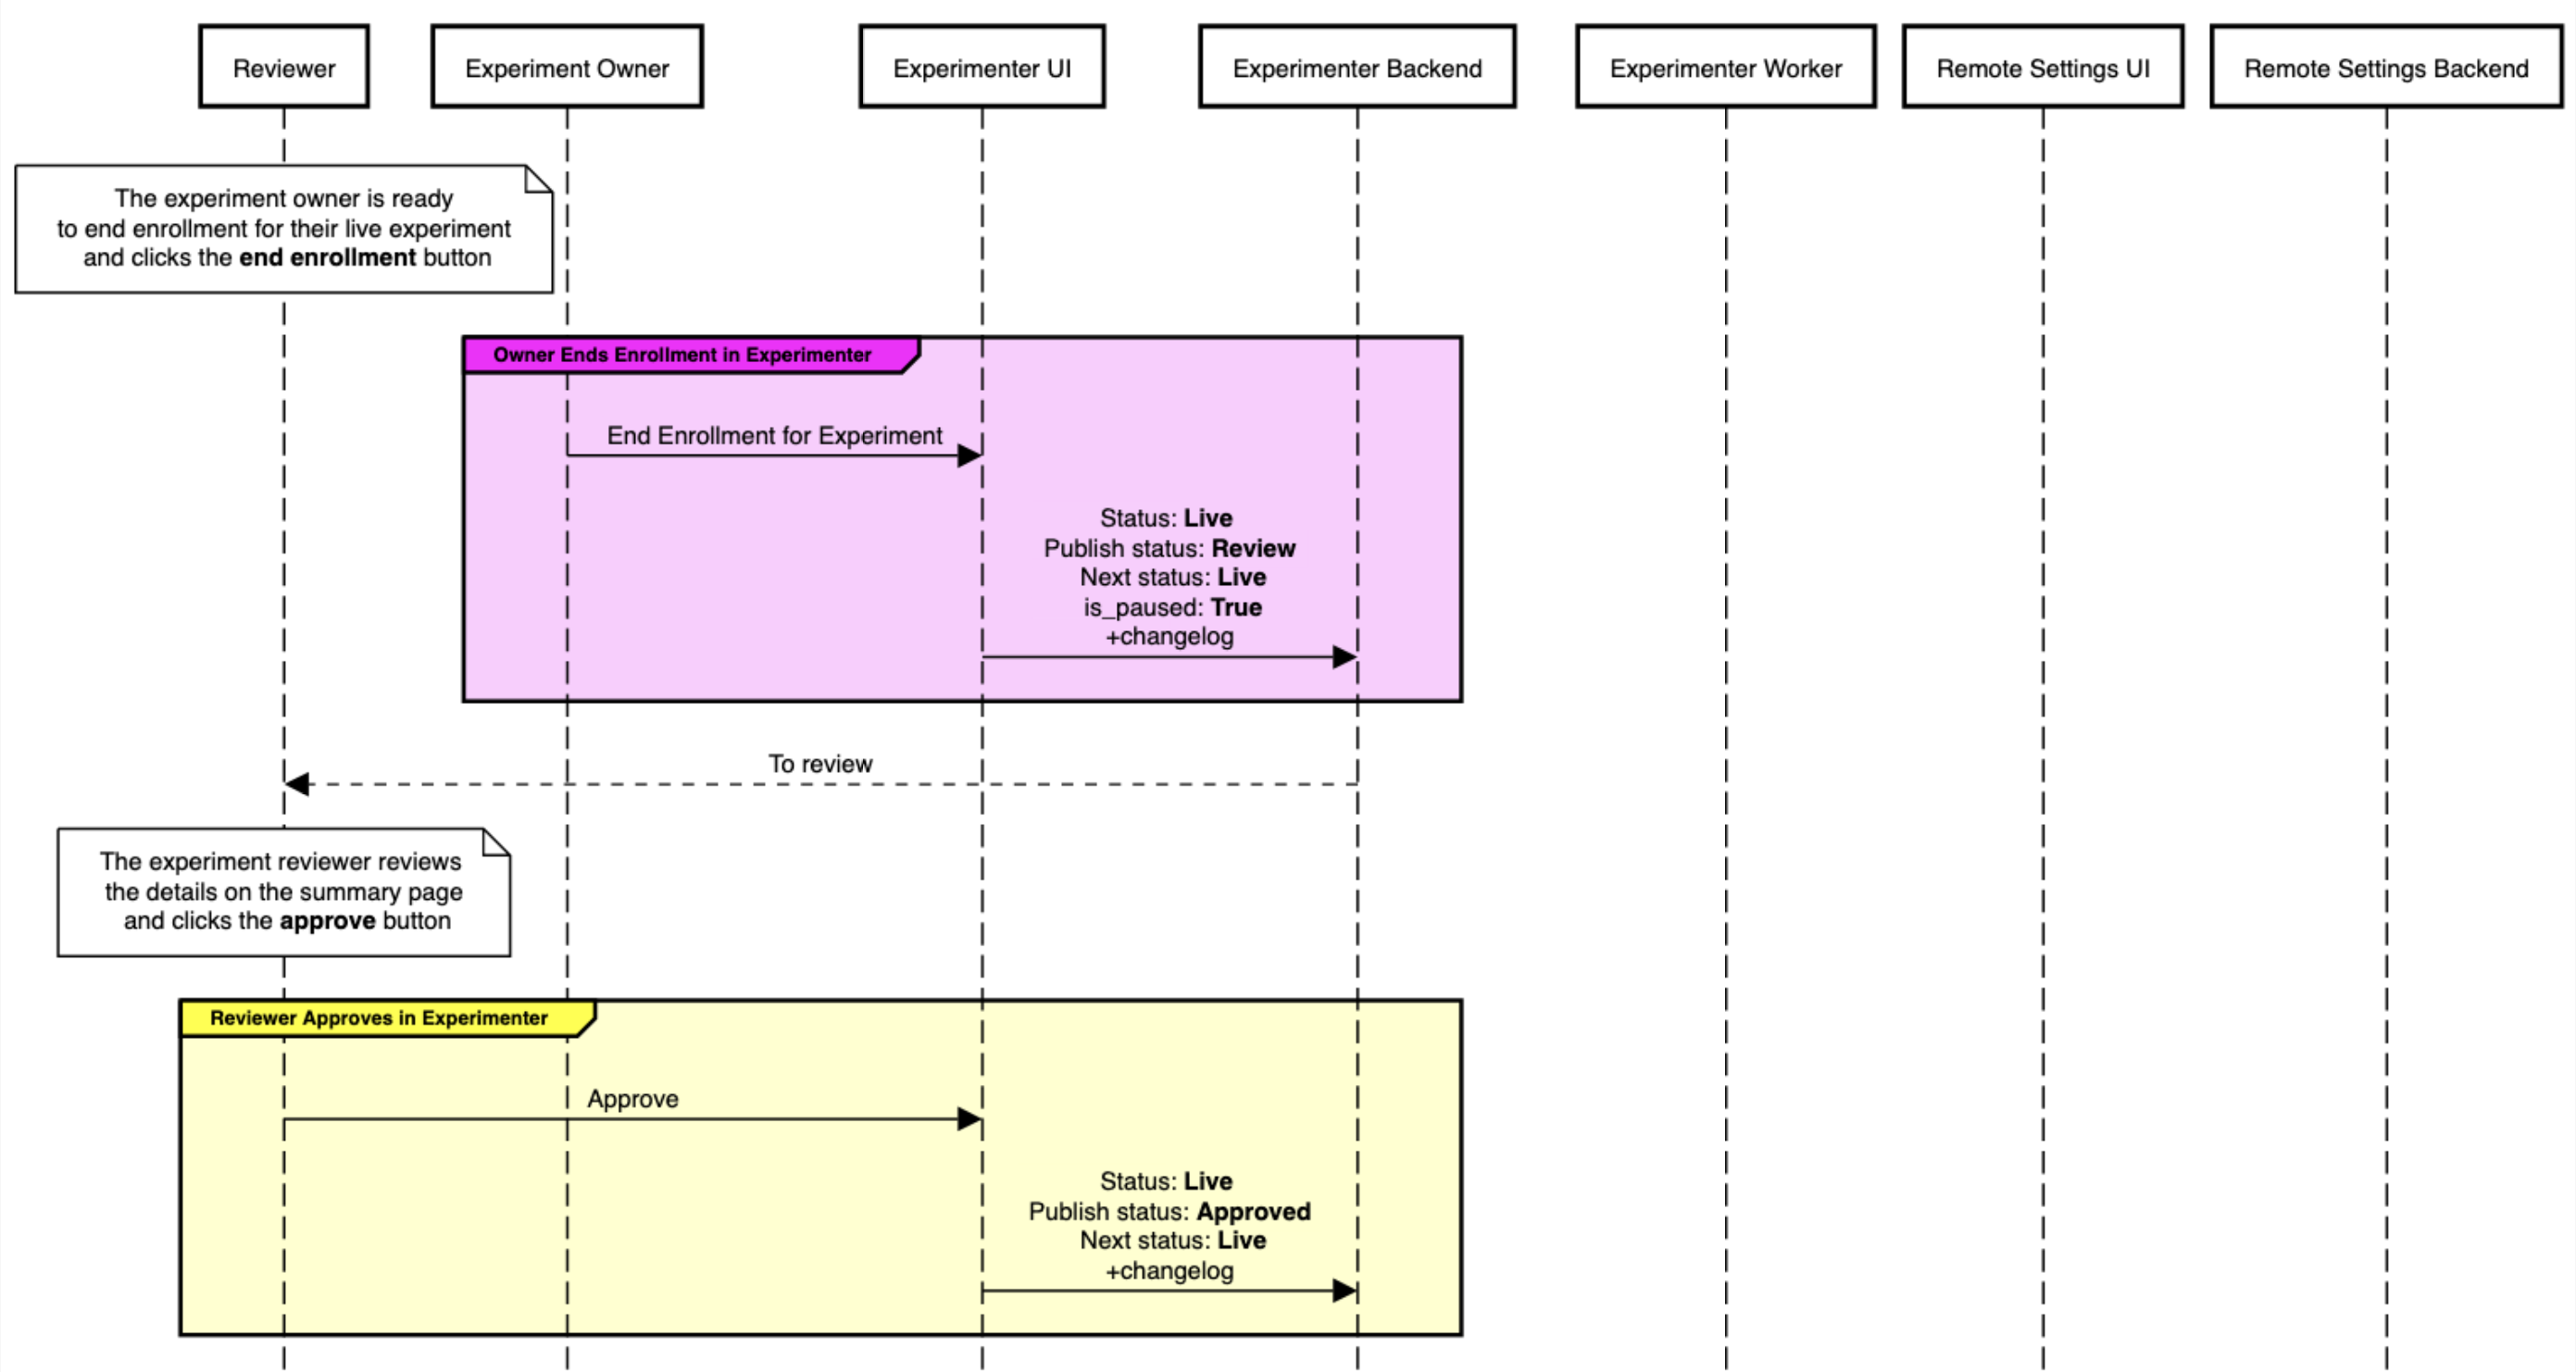 Reviewer
Experiment Owner
Experimenter UI
Experimenter Backend
Experimenter Worker
Remote Settings UI
Remote Settings Backend
The experiment owner is ready
to end enrollment for their live experiment
and clicks the end enrollment button
Owner Ends Enrollment in Experimenter
End Enrollment for Experiment
Status: Live
Publish status: Review
Next status: Live
is_paused: True
+changelog
To review
The experiment reviewer reviews
the details on the summary page
and clicks the approve button
Reviewer Approves in Experimenter
Approve
Status: Live
Publish status: Approved
Next status: Live
+changelog